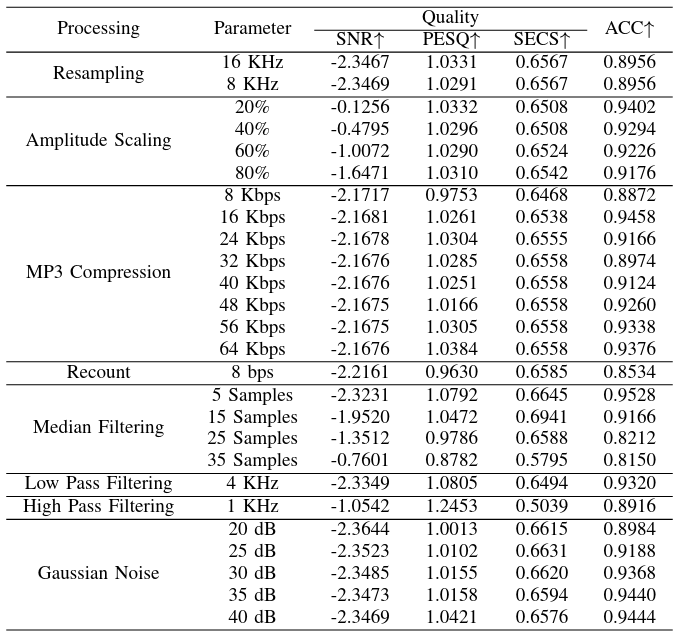 Processing Parameter Quality ACC↑
SNR↑ PESQ↑ SECS↑
Resampling 16 KHz -2.3467 1.0331 0.6567 0.8956
8 KHz -2.3469 1.0291 0.6567 0.8956
Amplitude Scaling 20% -0.1256 1.0332 0.6508 0.9402
40% -0.4795 1.0296 0.6508 0.9294
60% -1.0072 1.0290 0.6524 0.9226
80% -1.6471 1.0310 0.6542 0.9176
MP3 Compression 8 Kbps -2.1717 0.9753 0.6468 0.8872
16 Kbps -2.1681 1.0261 0.6538 0.9458
24 Kbps -2.1678 1.0304 0.6555 0.9166
32 Kbps -2.1676 1.0285 0.6558 0.8974
40 Kbps -2.1676 1.0251 0.6558 0.9124
48 Kbps -2.1675 1.0166 0.6558 0.9260
56 Kbps -2.1675 1.0305 0.6558 0.9338
64 Kbps -2.1676 1.0384 0.6558 0.9376
Recount 8 bps -2.2161 0.9630 0.6585 0.8534
Median Filtering 5 Samples -2.3231 1.0792 0.6645 0.9528
15 Samples -1.9520 1.0472 0.6941 0.9166
25 Samples -1.3512 0.9786 0.6588 0.8212
35 Samples -0.7601 0.8782 0.5795 0.8150
Low Pass Filtering 4 KHz -2.3349 1.0805 0.6494 0.9320
High Pass Filtering 1 KHz -1.0542 1.2453 0.5039 0.8916
Gaussian Noise 20 dB -2.3644 1.0013 0.6615 0.8984
25 dB -2.3523 1.0102 0.6631 0.9188
30 dB -2.3485 1.0155 0.6620 0.9368
35 dB -2.3473 1.0158 0.6594 0.9440
40 dB -2.3469 1.0421 0.6576 0.9444